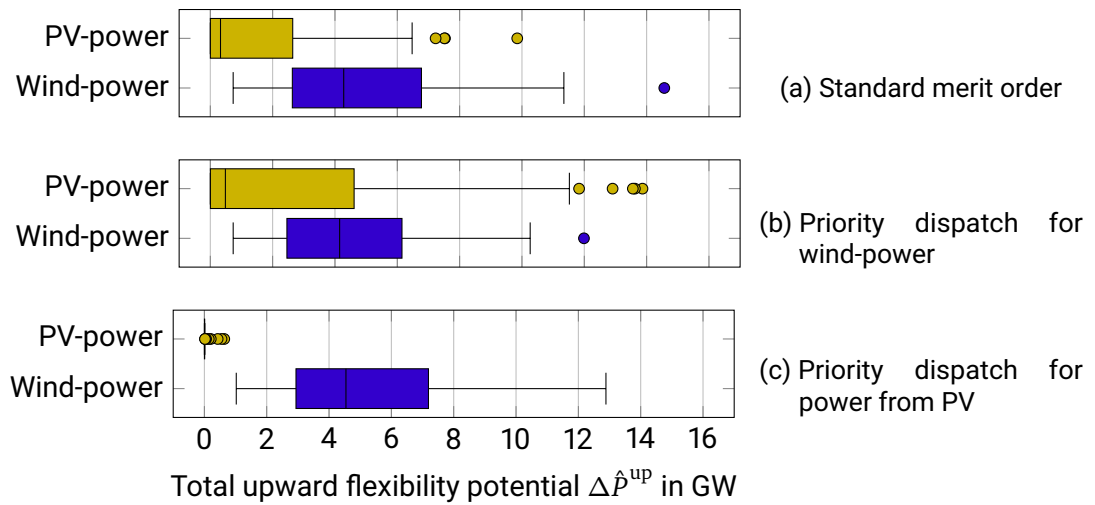 PV-power
Wind-power
(a) Standard merit order
PV-power
Wind-power
(b) Priority dispatch for
wind-power
PV-power
Wind-power
(c) Priority dispatch for
power from PV
0 2 4 6 8 10 12 14 16
Total upward flexibility potential ΔP̂ᵘᵖ in GW